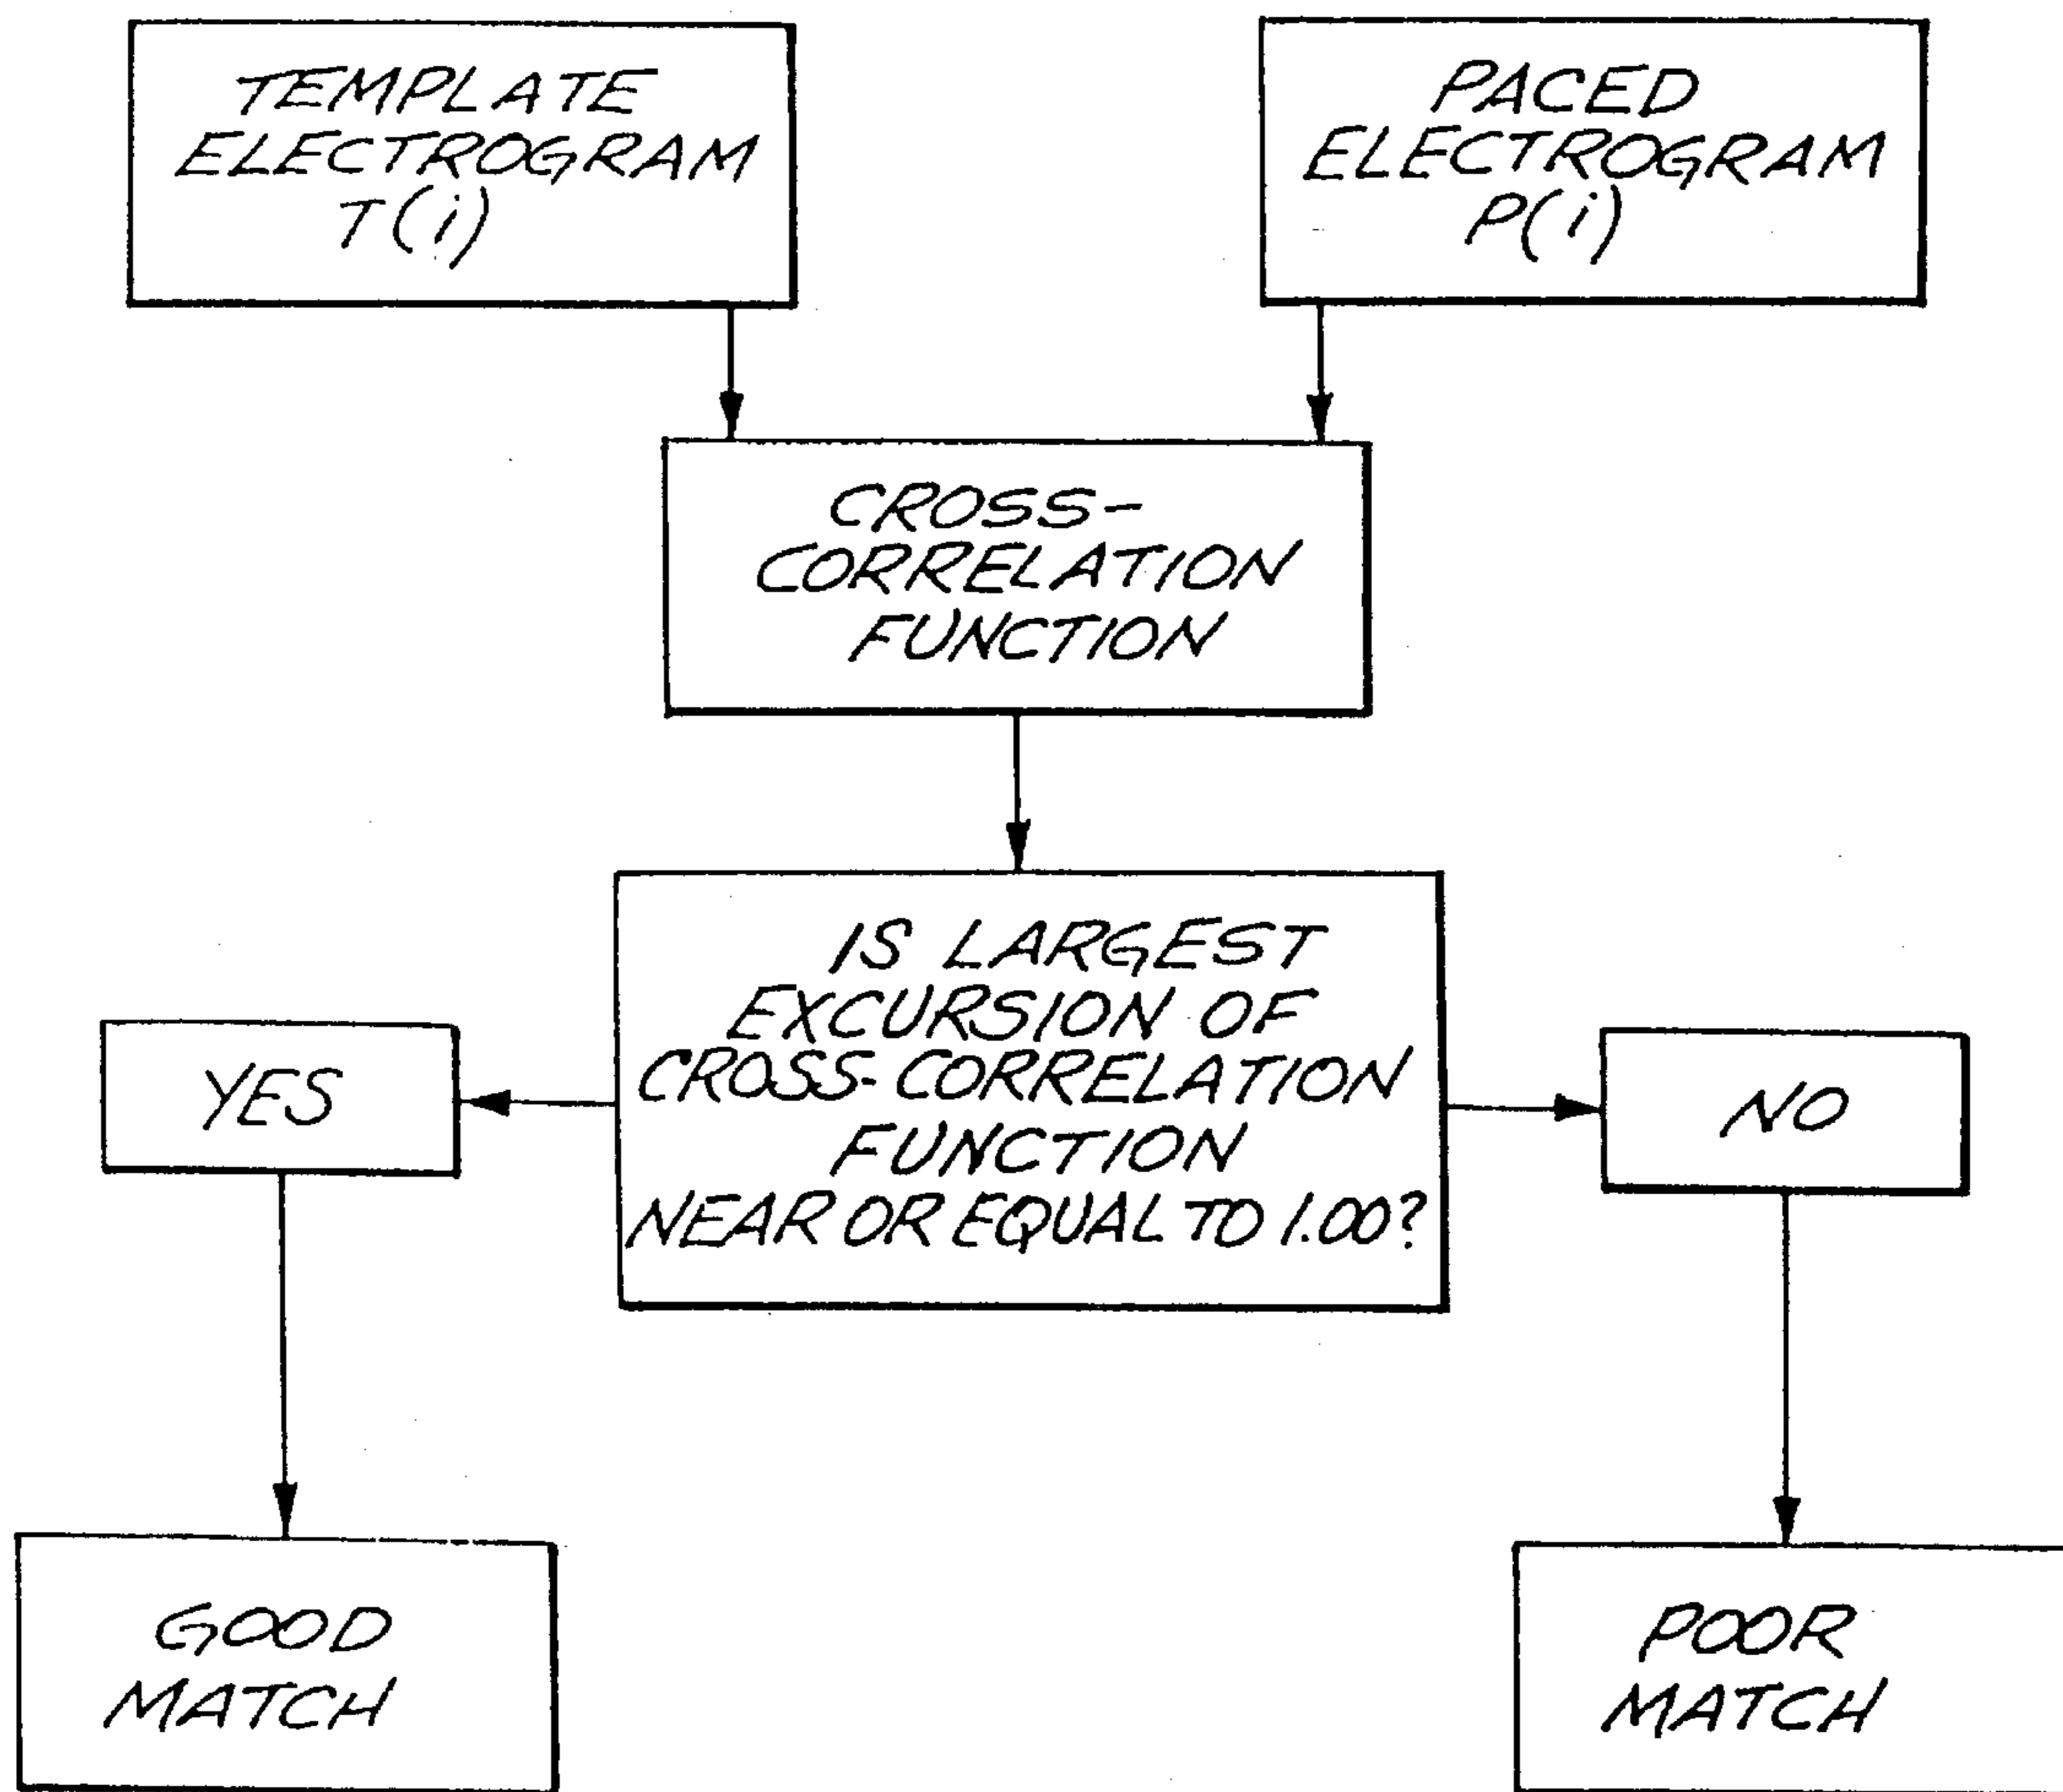 TEMPLATE
ELECTROGRAM
T(i)
PACED
ELECTROGRAM
P(i)
CROSS-
CORRELATION
FUNCTION
IS LARGEST
EXCURSION OF
CROSS-CORRELATION
FUNCTION
NEAR OR EQUAL TO 1.00?
YES
NO
GOOD
MATCH
POOR
MATCH